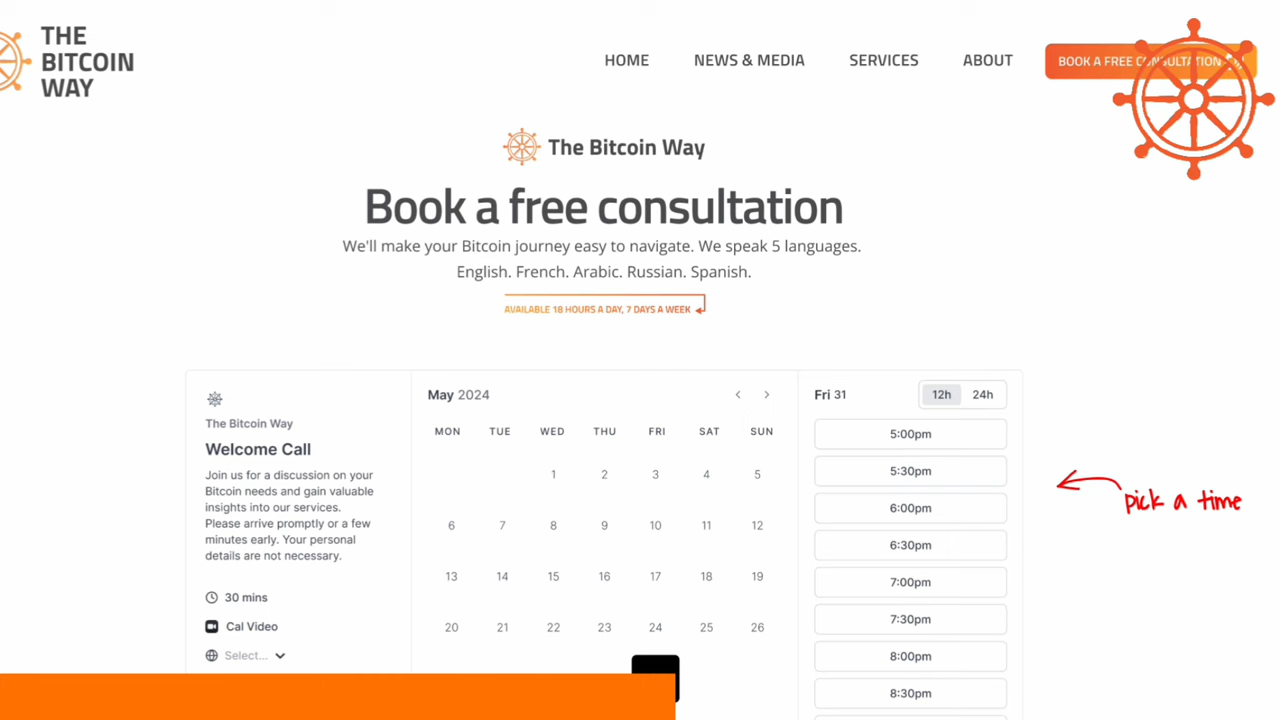 THE
BITCOIN
WAY
HOME NEWS & MEDIA SERVICES ABOUT BOOK A FREE CONSULTATION
The Bitcoin Way
Book a free consultation
We'll make your Bitcoin journey easy to navigate. We speak 5 languages.
English. French. Arabic. Russian. Spanish.
AVAILABLE 18 HOURS A DAY, 7 DAYS A WEEK
The Bitcoin Way
Welcome Call
Join us for a discussion on your
Bitcoin needs and gain valuable
insights into our services.
Please arrive promptly or a few
minutes early. Your personal
details are not necessary.
30 mins
Cal Video
Select...
May 2024
MON TUE WED THU FRI SAT SUN
1 2 3 4 5
6 7 8 9 10 11 12
13 14 15 16 17 18 19
20 21 22 23 24 25 26
Fri 31 12h 24h
5:00pm
5:30pm
6:00pm
6:30pm
7:00pm
7:30pm
8:00pm
8:30pm
pick a time